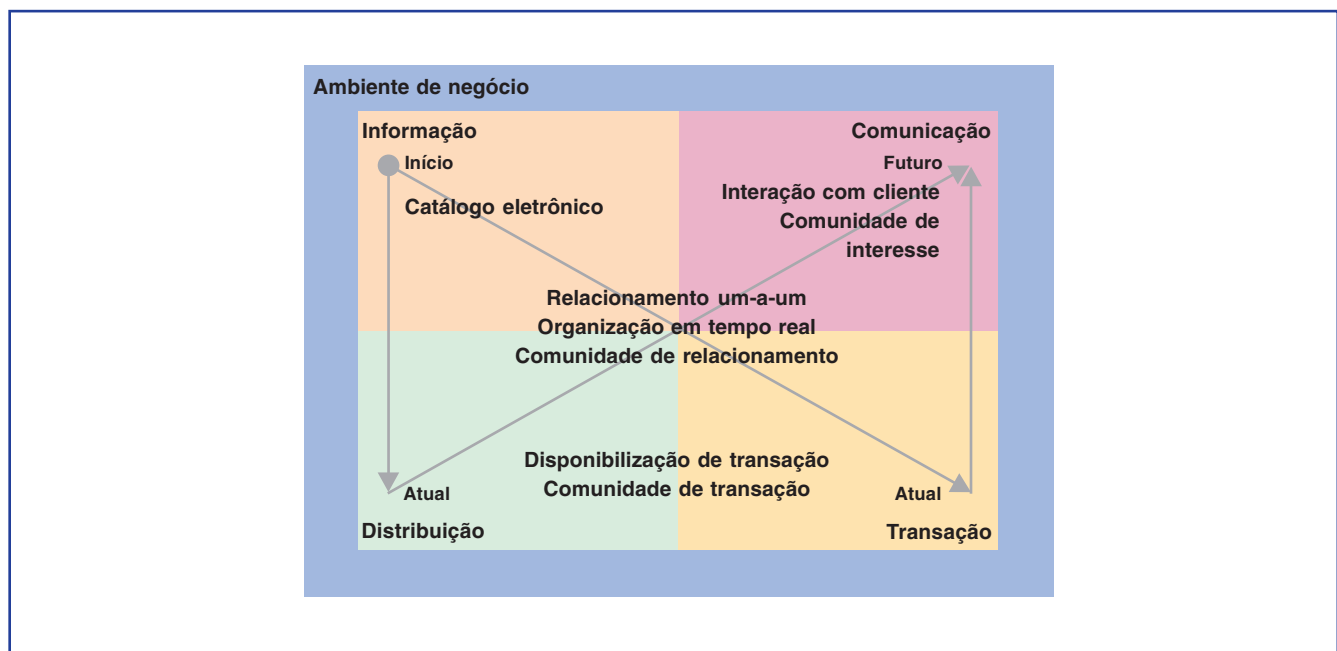 Ambiente de negócio
Informação
Comunicação
Início
Futuro
Catálogo eletrônico
Interação com cliente
Comunidade de
interesse
Relacionamento um-a-um
Organização em tempo real
Comunidade de relacionamento
Disponibilização de transação
Comunidade de transação
Atual
Atual
Distribuição
Transação